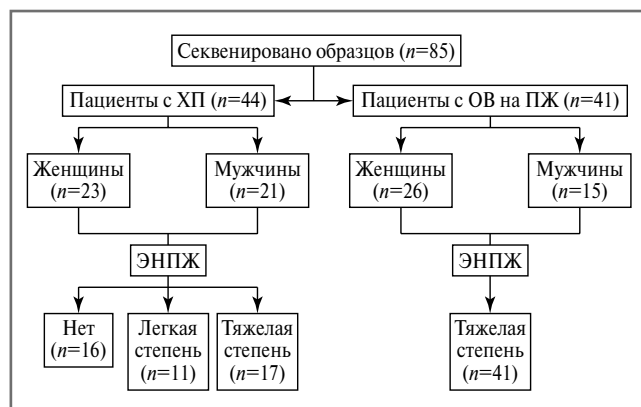 Секвенировано образцов (n=85)
Пациенты с ХП (n=44)
Пациенты с ОВ на ПЖ (n=41)
Женщины
(n=23)
Мужчины
(n=21)
Женщины
(n=26)
Мужчины
(n=15)
ЭНПЖ
ЭНПЖ
Нет
(n=16)
Легкая
степень
(n=11)
Тяжелая
степень
(n=17)
Тяжелая
степень
(n=41)